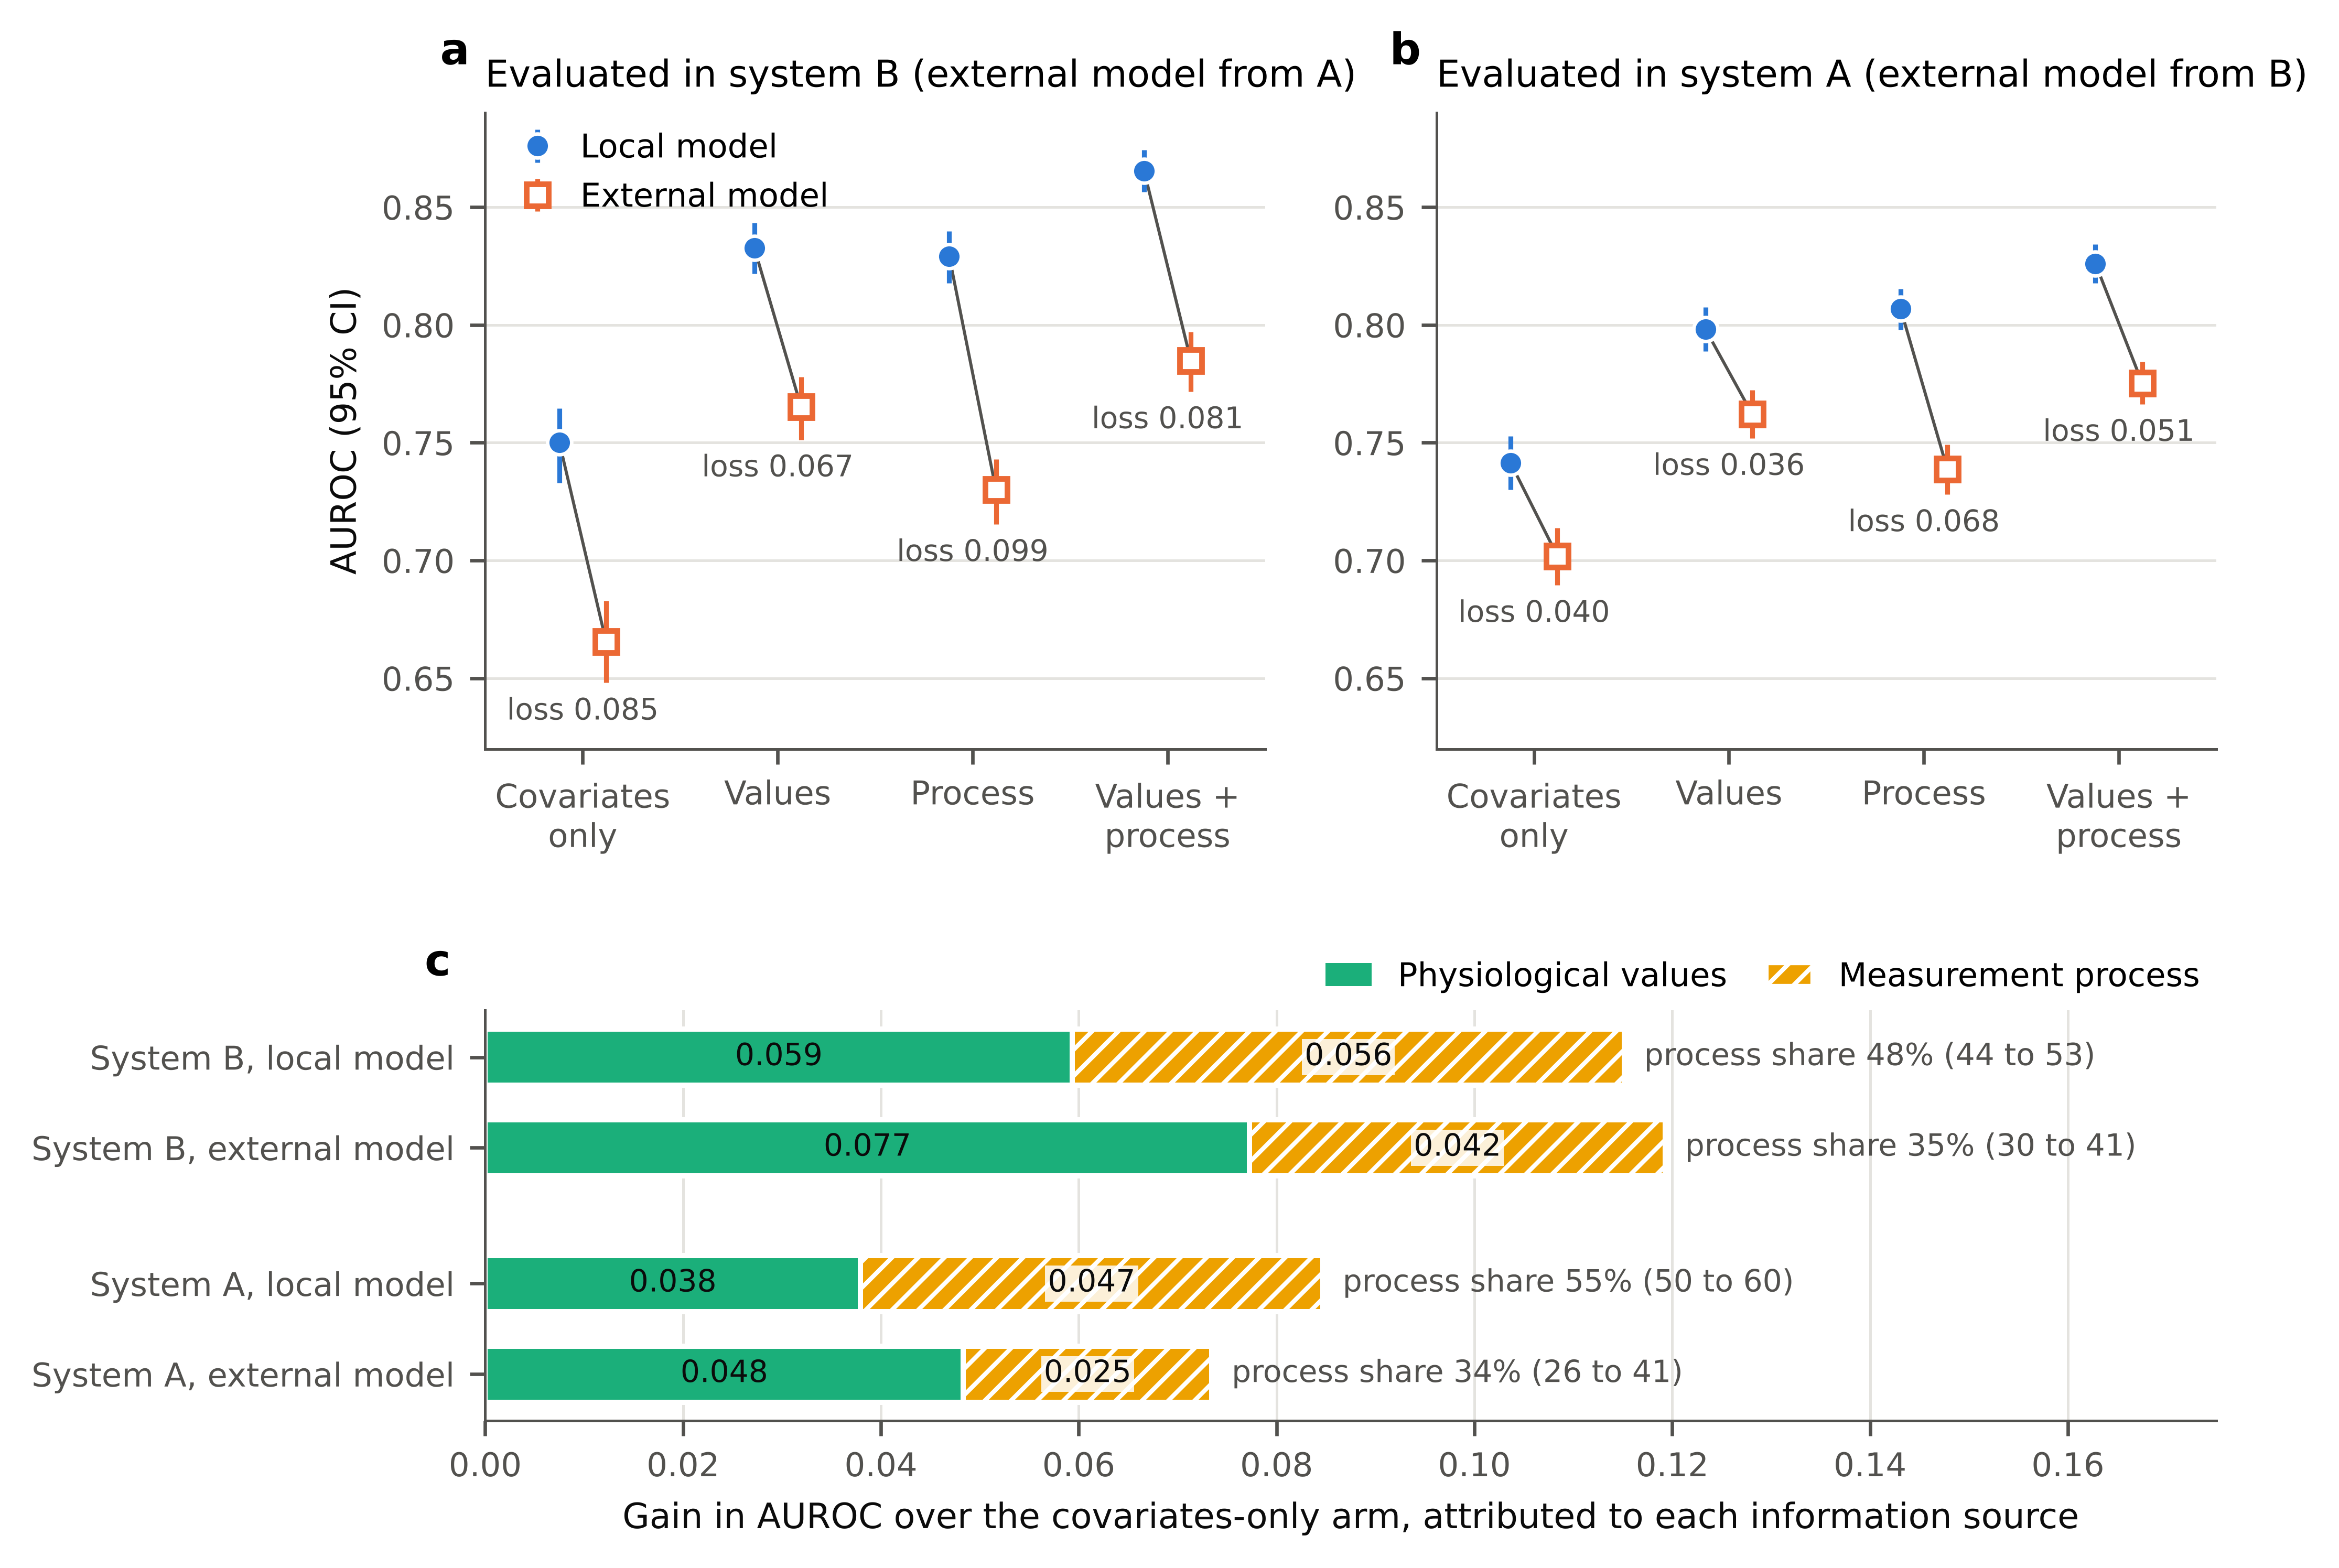 a
Evaluated in system B (external model from A)
Local model
External model
AUROC (95% CI)
0.85
0.80
0.75
0.70
0.65
loss 0.085
loss 0.067
loss 0.099
loss 0.081
Covariates
only
Values
Process
Values +
process
b
Evaluated in system A (external model from B)
0.85
0.80
0.75
0.70
0.65
loss 0.040
loss 0.036
loss 0.068
loss 0.051
Covariates
only
Values
Process
Values +
process
c
Physiological values
Measurement process
System B, local model
0.059
0.056
process share 48% (44 to 53)
System B, external model
0.077
0.042
process share 35% (30 to 41)
System A, local model
0.038
0.047
process share 55% (50 to 60)
System A, external model
0.048
0.025
process share 34% (26 to 41)
0.00
0.02
0.04
0.06
0.08
0.10
0.12
0.14
0.16
Gain in AUROC over the covariates-only arm, attributed to each information source